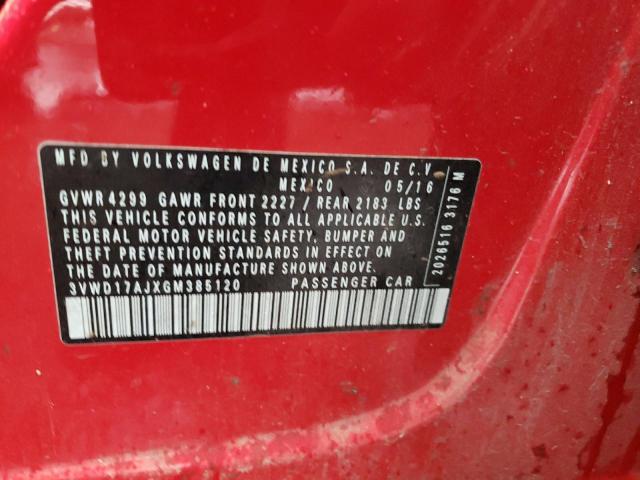 MFD BY VOLKSWAGEN DE MEXICO S.A. DE C.V
MEXICO 05/16
GVWR 4299 GAWR FRONT 2227 / REAR 2183 LBS
THIS VEHICLE CONFORMS TO ALL APPLICABLE U.S.
FEDERAL MOTOR VEHICLE SAFETY, BUMPER AND
THEFT PREVENTION STANDARDS IN EFFECT ON
THE DATE OF MANUFACTURE SHOWN ABOVE.
3VWD17AJXGM385120 PASSENGER CAR
2026516 3176 M